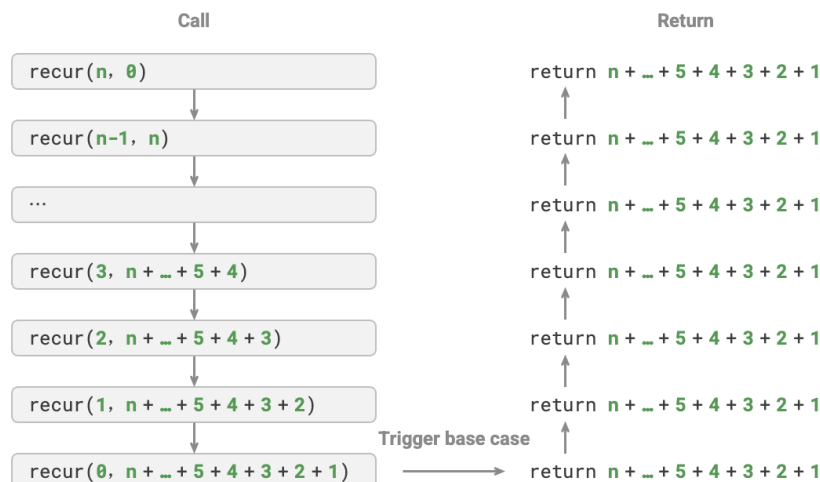 Call
Return
recur(n, 0)
return n + … + 5 + 4 + 3 + 2 + 1
recur(n-1, n)
return n + … + 5 + 4 + 3 + 2 + 1
…
return n + … + 5 + 4 + 3 + 2 + 1
recur(3, n + … + 5 + 4)
return n + … + 5 + 4 + 3 + 2 + 1
recur(2, n + … + 5 + 4 + 3)
return n + … + 5 + 4 + 3 + 2 + 1
recur(1, n + … + 5 + 4 + 3 + 2)
return n + … + 5 + 4 + 3 + 2 + 1
Trigger base case
recur(0, n + … + 5 + 4 + 3 + 2 + 1)
return n + … + 5 + 4 + 3 + 2 + 1